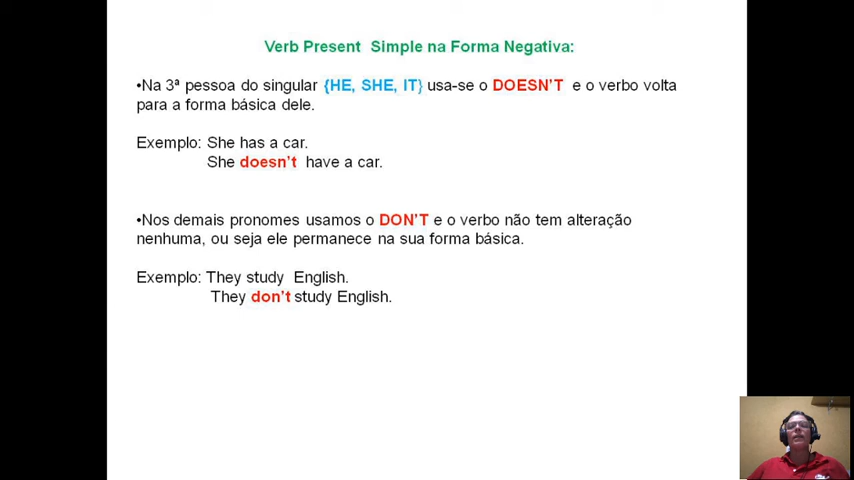 Verb Present Simple na Forma Negativa:
•Na 3ª pessoa do singular {HE, SHE, IT} usa-se o DOESN'T e o verbo volta
para a forma básica dele.
Exemplo: She has a car.
She doesn't have a car.
•Nos demais pronomes usamos o DON'T e o verbo não tem alteração
nenhuma, ou seja ele permanece na sua forma básica.
Exemplo: They study English.
They don't study English.